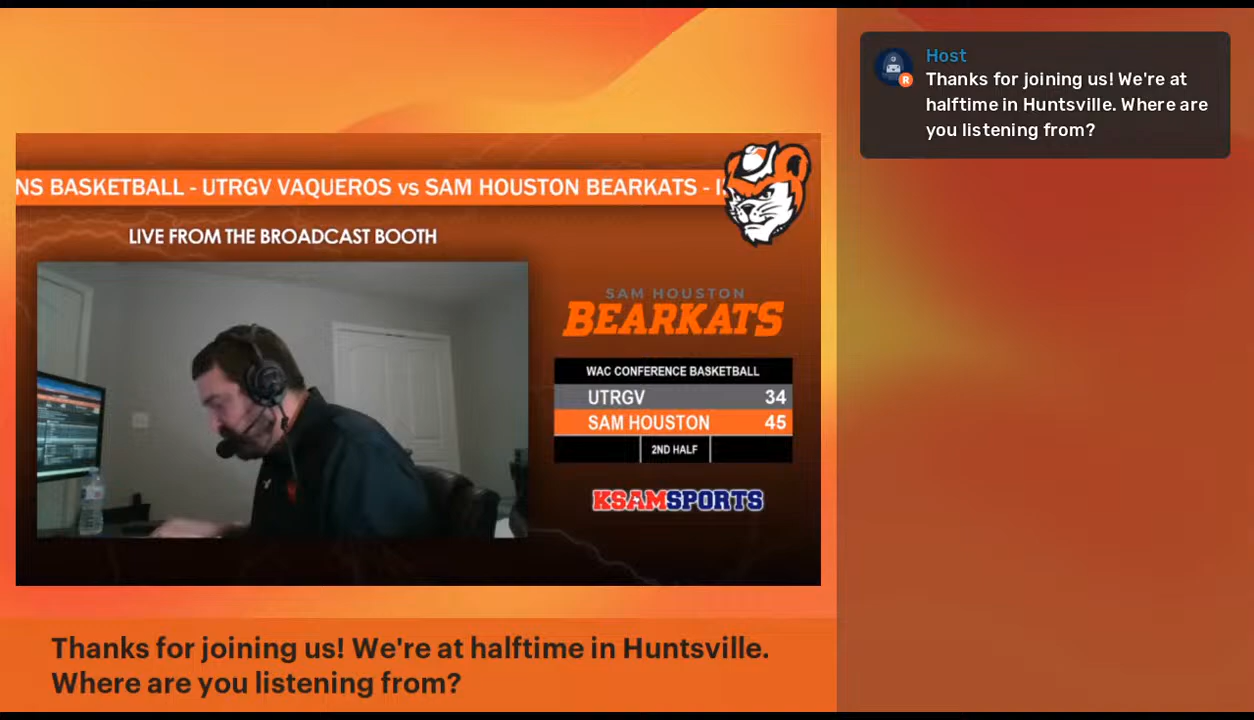 NS BASKETBALL - UTRGV VAQUEROS vs SAM HOUSTON BEARKATS -
LIVE FROM THE BROADCAST BOOTH
SAM HOUSTON
BEARKATS
WAC CONFERENCE BASKETBALL
UTRGV 34
SAM HOUSTON 45
2ND HALF
KSAMSPORTS
Thanks for joining us! We're at halftime in Huntsville.
Where are you listening from?
Host
R
Thanks for joining us! We're at
halftime in Huntsville. Where are
you listening from?